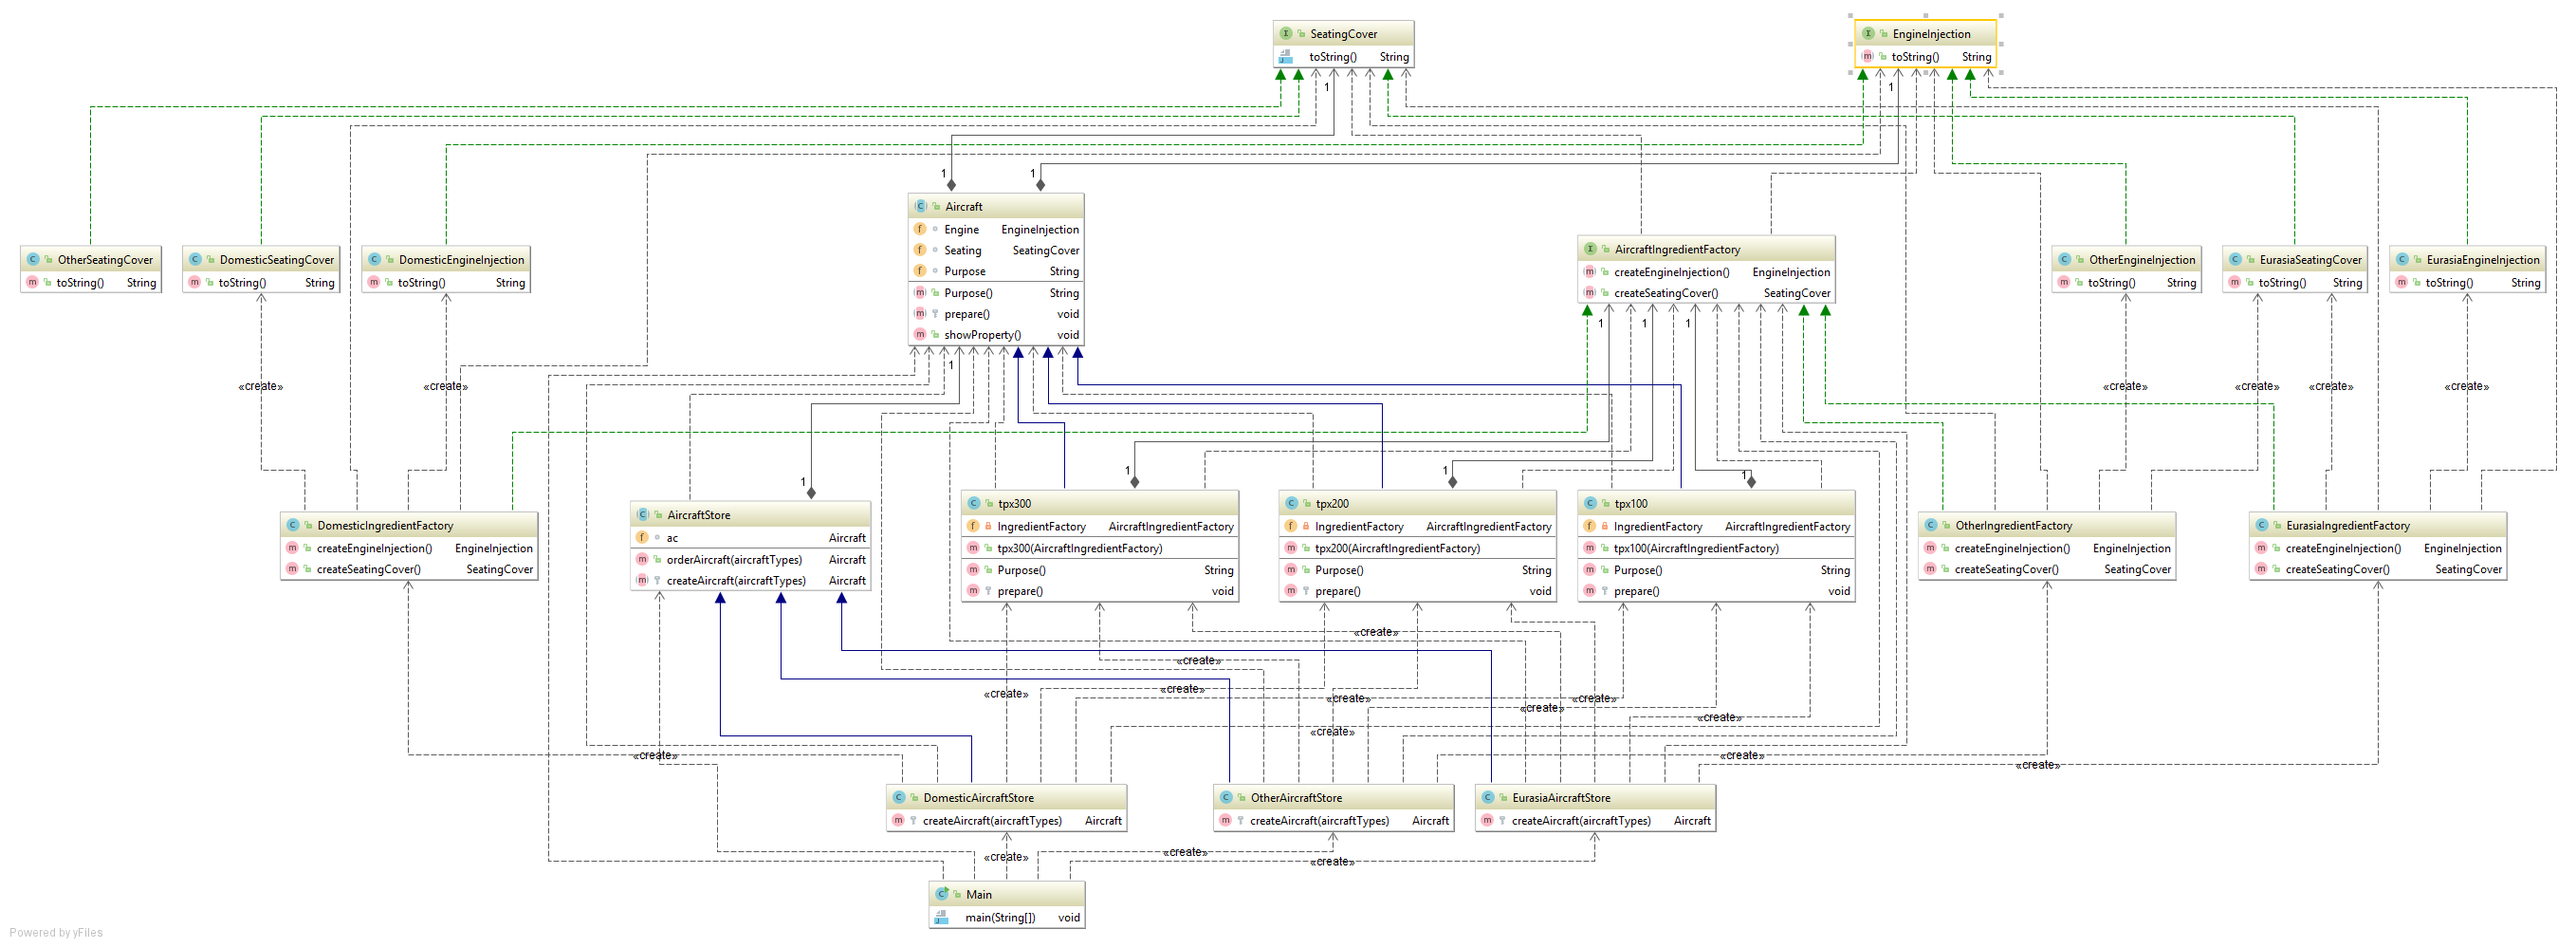 SeatingCover
toString() String
EngineInjection
toString() String
1
1
1
1
Aircraft
Engine EngineInjection
Seating SeatingCover
Purpose String
Purpose() String
prepare() void
showProperty() void
AircraftIngredientFactory
createEngineInjection() EngineInjection
createSeatingCover() SeatingCover
OtherSeatingCover
toString() String
DomesticSeatingCover
toString() String
DomesticEngineInjection
toString() String
OtherEngineInjection
toString() String
EurasiaSeatingCover
toString() String
EurasiaEngineInjection
toString() String
1
1
1
1
«create»
«create»
«create»
«create»
«create»
«create»
1
1
1
1
DomesticIngredientFactory
createEngineInjection() EngineInjection
createSeatingCover() SeatingCover
AircraftStore
ac Aircraft
orderAircraft(aircraftTypes) Aircraft
createAircraft(aircraftTypes) Aircraft
tpx300
IngredientFactory AircraftIngredientFactory
tpx300(AircraftIngredientFactory)
Purpose() String
prepare() void
tpx200
IngredientFactory AircraftIngredientFactory
tpx200(AircraftIngredientFactory)
Purpose() String
prepare() void
tpx100
IngredientFactory AircraftIngredientFactory
tpx100(AircraftIngredientFactory)
Purpose() String
prepare() void
OtherIngredientFactory
createEngineInjection() EngineInjection
createSeatingCover() SeatingCover
EurasiaIngredientFactory
createEngineInjection() EngineInjection
createSeatingCover() SeatingCover
«create»
«create»
«create»
«create»
«create»
«create»
«create»
«create»
«create»
«create»
«create»
«create»
DomesticAircraftStore
createAircraft(aircraftTypes) Aircraft
OtherAircraftStore
createAircraft(aircraftTypes) Aircraft
EurasiaAircraftStore
createAircraft(aircraftTypes) Aircraft
«create»
«create»
«create»
Main
main(String[]) void
Powered by yFiles